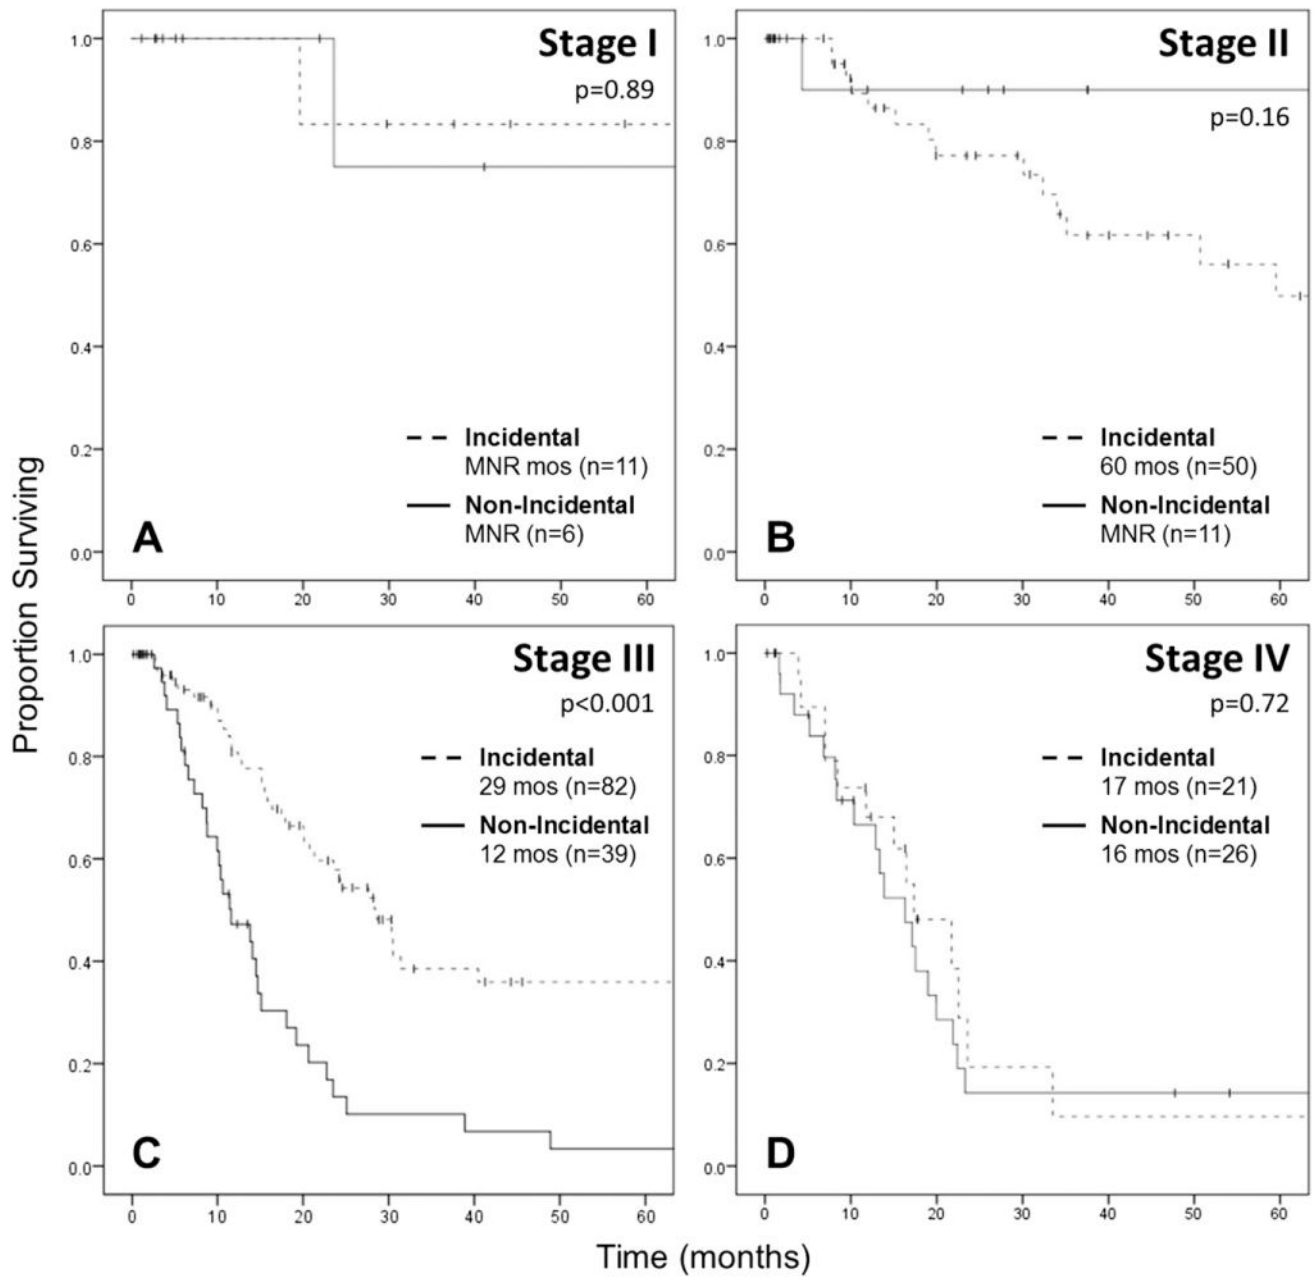 Proportion Surviving
Stage I
p=0.89
1.0
0.8
0.6
0.4
0.2
0.0
Incidental
MNR mos (n=11)
Non-Incidental
MNR (n=6)
A
0 10 20 30 40 50 60
Stage II
p=0.16
1.0
0.8
0.6
0.4
0.2
0.0
Incidental
60 mos (n=50)
Non-Incidental
MNR (n=11)
B
0 10 20 30 40 50 60
Stage III
p<0.001
Incidental
29 mos (n=82)
Non-Incidental
12 mos (n=39)
1.0
0.8
0.6
0.4
0.2
0.0
C
0 10 20 30 40 50 60
Stage IV
p=0.72
Incidental
17 mos (n=21)
Non-Incidental
16 mos (n=26)
1.0
0.8
0.6
0.4
0.2
0.0
D
0 10 20 30 40 50 60
Time (months)